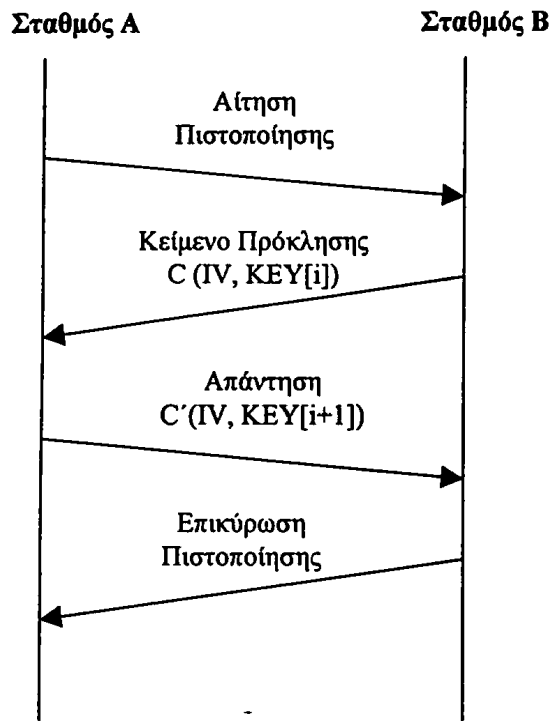 Σταθμός Α
Σταθμός Β
Αίτηση
Πιστοποίησης
Κείμενο Πρόκλησης
C (IV, KEY[i])
Απάντηση
C΄(IV, KEY[i+1])
Επικύρωση
Πιστοποίησης